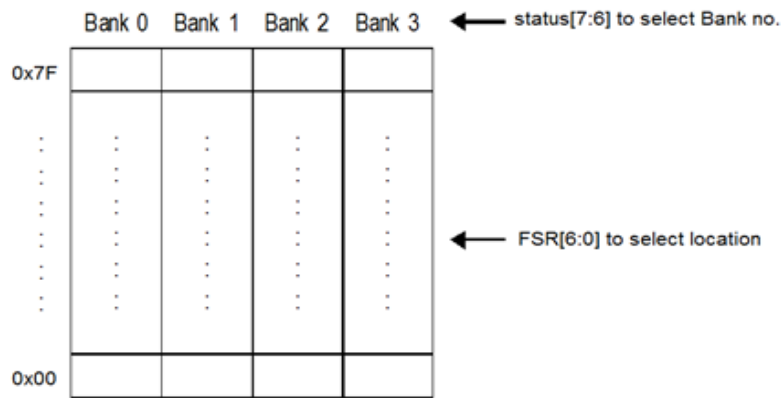 Bank 0 Bank 1 Bank 2 Bank 3 status[7:6] to select Bank no.
0x7F
FSR[6:0] to select location
0x00